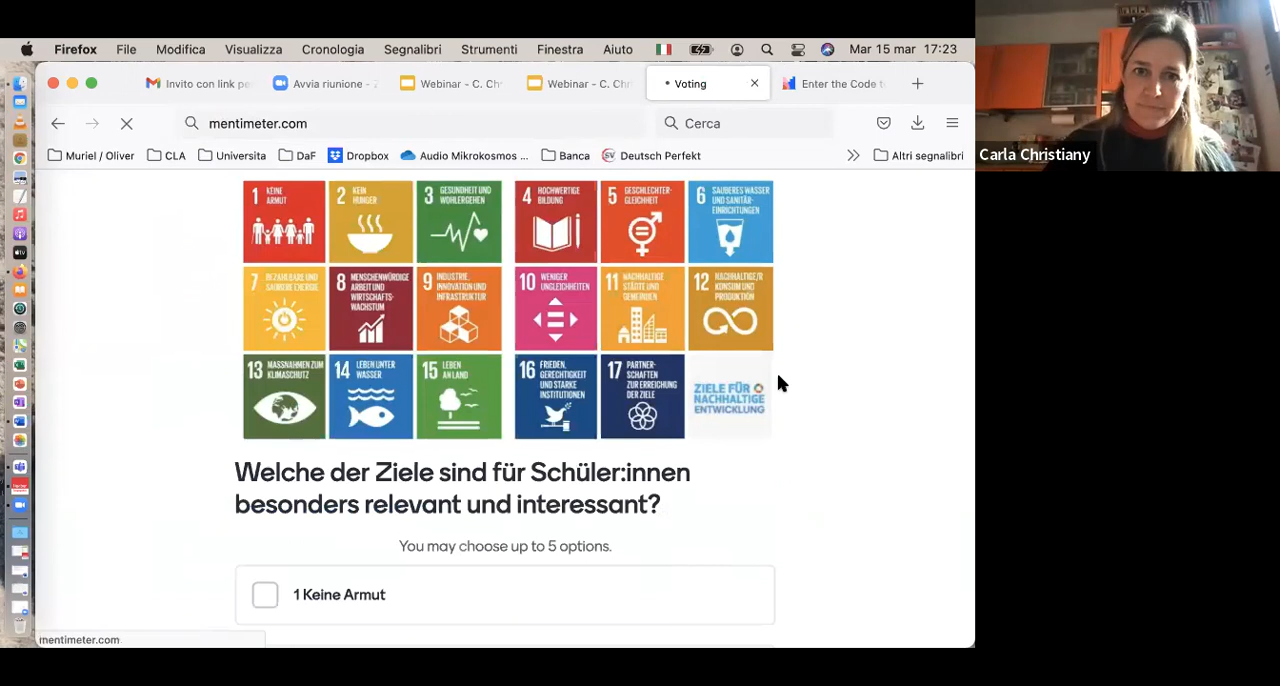 Firefox File Modifica Visualizza Cronologia Segnalibri Strumenti Finestra Aiuto Mar 15 mar 17:23
Invito con link pe
Avvia riunione - Z
Webinar - C. Chr
Webinar - C. Chr
Voting
Enter the Code to
mentimeter.com
Cerca
Muriel / Oliver CLA Universita DaF Dropbox Audio Mikrokosmos ... Banca Deutsch Perfekt Altri segnalibri
Carla Christiany
1 KEINE
ARMUT
2 KEIN
HUNGER
3 GESUNDHEIT UND
WOHLERGEHEN
4 HOCHWERTIGE
BILDUNG
5 GESCHLECHTER-
GLEICHHEIT
6 SAUBERES WASSER
UND SANITÄR-
EINRICHTUNGEN
7 BEZAHLBARE UND
SAUBERE ENERGIE
8 MENSCHENWÜRDIGE
ARBEIT UND
WIRTSCHAFTS-
WACHSTUM
9 INDUSTRIE,
INNOVATION UND
INFRASTRUKTUR
10 WENIGER
UNGLEICHHEITEN
11 NACHHALTIGE
STÄDTE UND
GEMEINDEN
12 NACHHALTIGE/R
KONSUM UND
PRODUKTION
13 MASSNAHMEN ZUM
KLIMASCHUTZ
14 LEBEN UNTER
WASSER
15 LEBEN
AN LAND
16 FRIEDEN,
GERECHTIGKEIT
UND STARKE
INSTITUTIONEN
17 PARTNER-
SCHAFTEN
ZUR ERREICHUNG
DER ZIELE
ZIELE FÜR
NACHHALTIGE
ENTWICKLUNG
Welche der Ziele sind für Schüler:innen
besonders relevant und interessant?
You may choose up to 5 options.
1 Keine Armut
mentimeter.com